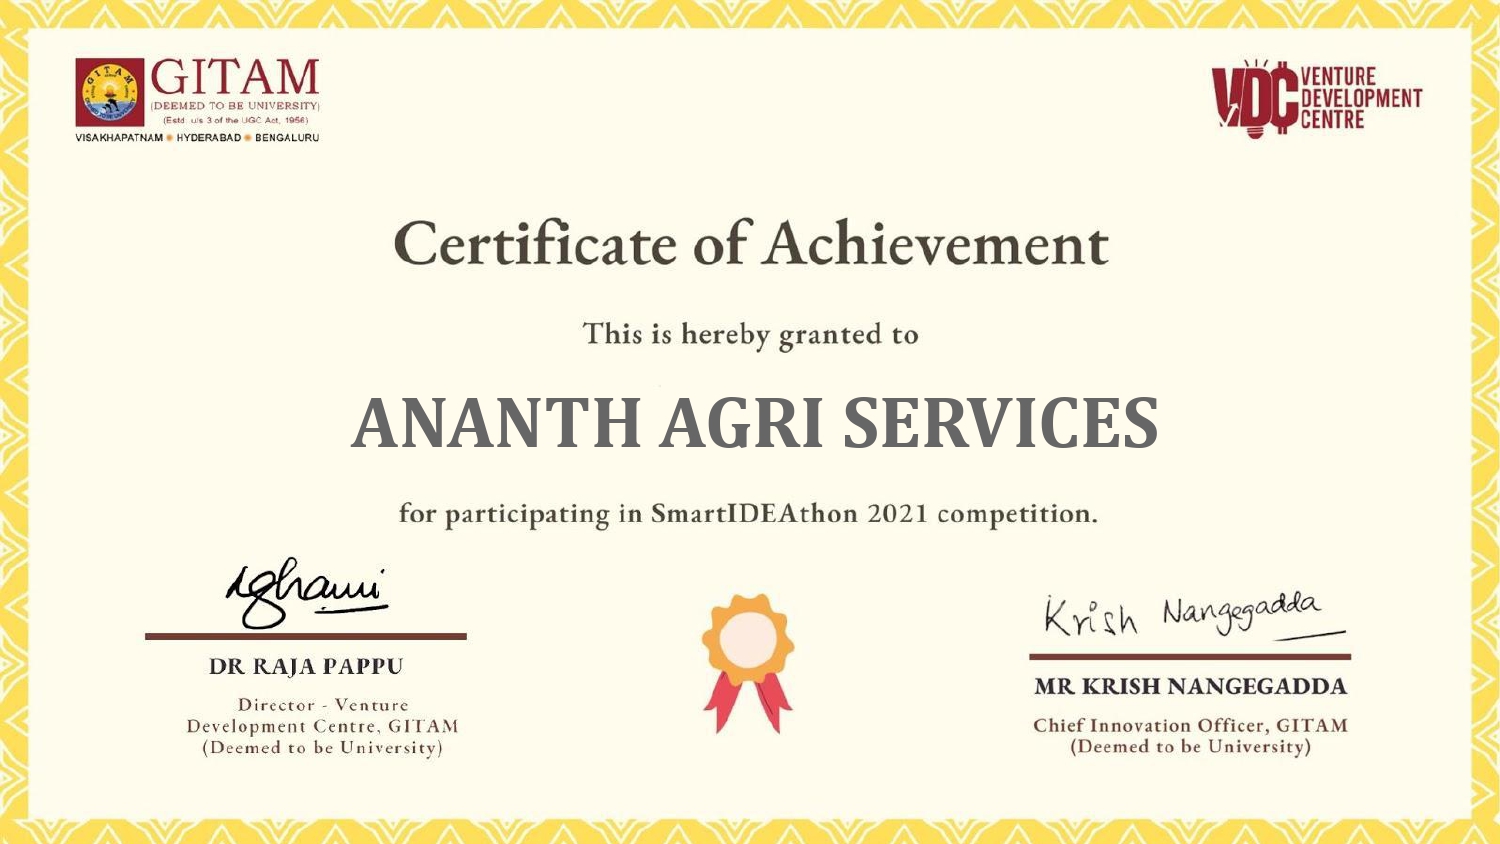 GITAM
(DEEMED TO BE UNIVERSITY)
(Estd. u/s 3 of the UGC Act, 1956)
VISAKHAPATNAM HYDERABAD BENGALURU
VDC VENTURE
DEVELOPMENT
CENTRE
Certificate of Achievement
This is hereby granted to
ANANTH AGRI SERVICES
for participating in SmartIDEAthon 2021 competition.
DR RAJA PAPPU
Director - Venture
Development Centre, GITAM
(Deemed to be University)
Krish Nangegadda
MR KRISH NANGEGADDA
Chief Innovation Officer, GITAM
(Deemed to be University)